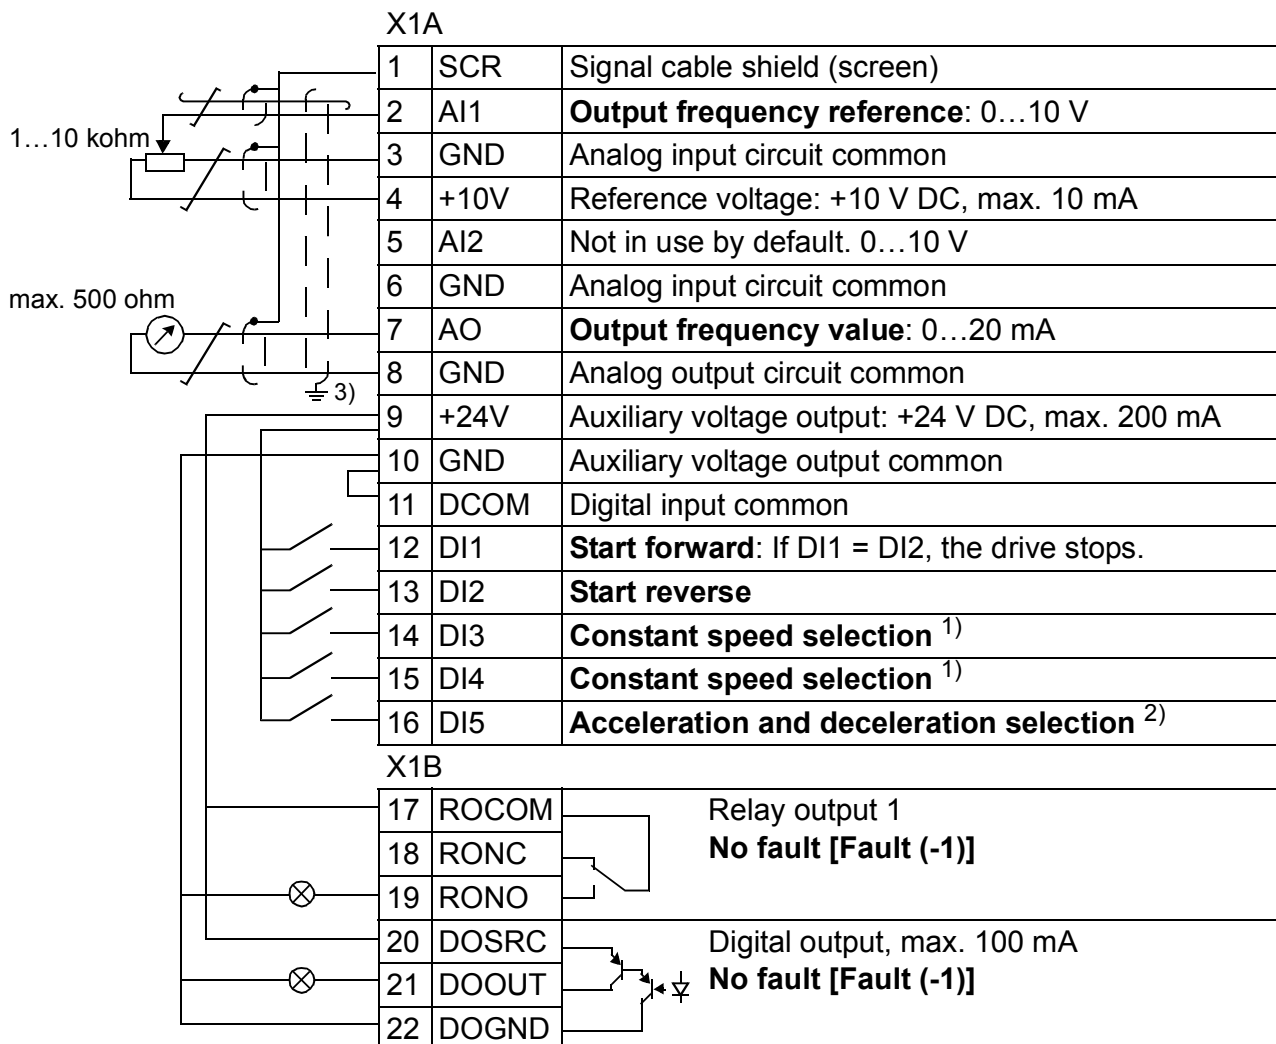 X1A
1 SCR Signal cable shield (screen)
2 AI1 Output frequency reference: 0…10 V
1…10 kohm
3 GND Analog input circuit common
4 +10V Reference voltage: +10 V DC, max. 10 mA
5 AI2 Not in use by default. 0…10 V
6 GND Analog input circuit common
max. 500 ohm
7 AO Output frequency value: 0…20 mA
8 GND Analog output circuit common
3)
9 +24V Auxiliary voltage output: +24 V DC, max. 200 mA
10 GND Auxiliary voltage output common
11 DCOM Digital input common
12 DI1 Start forward: If DI1 = DI2, the drive stops.
13 DI2 Start reverse
14 DI3 Constant speed selection 1)
15 DI4 Constant speed selection 1)
16 DI5 Acceleration and deceleration selection 2)
X1B
17 ROCOM Relay output 1
18 RONC No fault [Fault (-1)]
19 RONO
20 DOSRC Digital output, max. 100 mA
21 DOOUT No fault [Fault (-1)]
22 DOGND